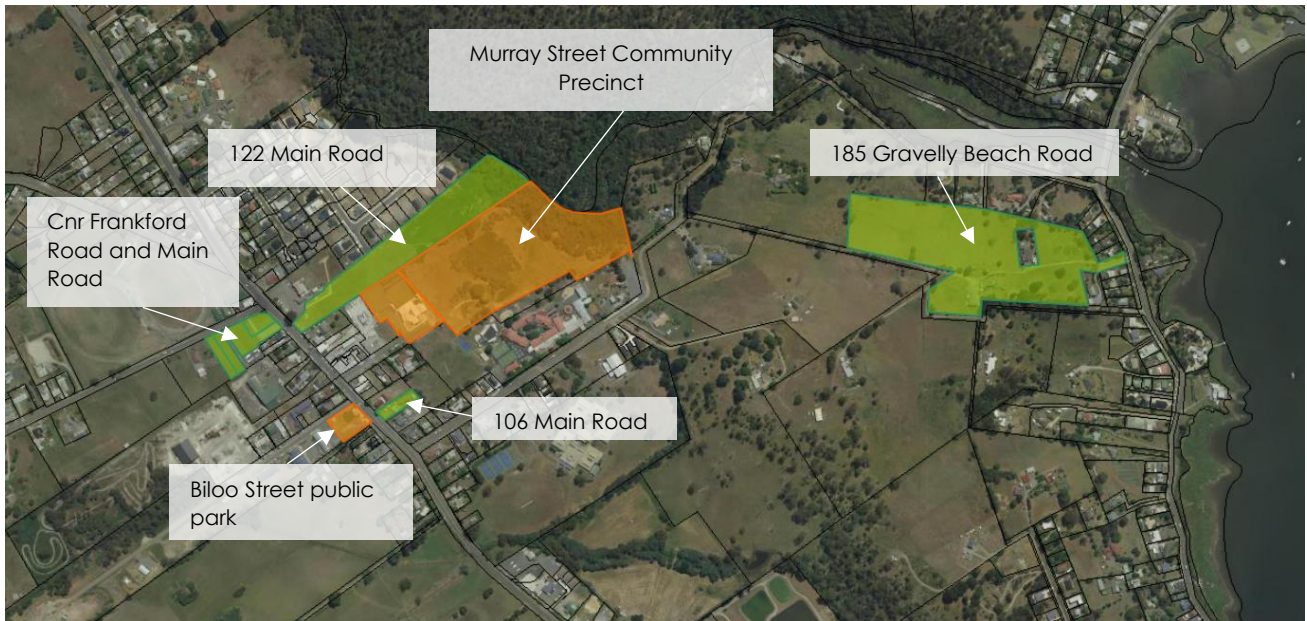 Murray Street Community
Precinct
122 Main Road
185 Gravelly Beach Road
Cnr Frankford
Road and Main
Road
106 Main Road
Biloo Street public
park